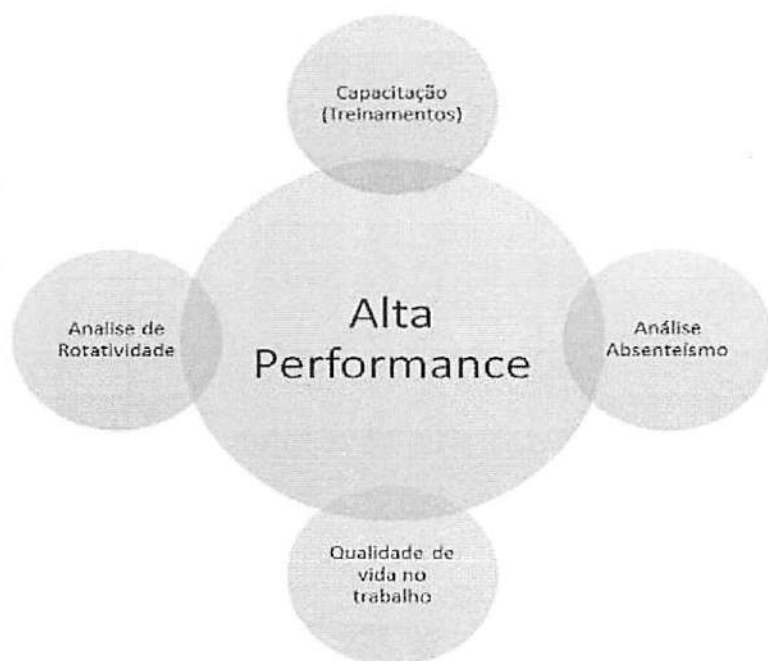 Capacitação
(Treinamentos)
Analise de
Rotatividade
Alta
Performance
Análise
Absenteísmo
Qualidade de
vida no
trabalho